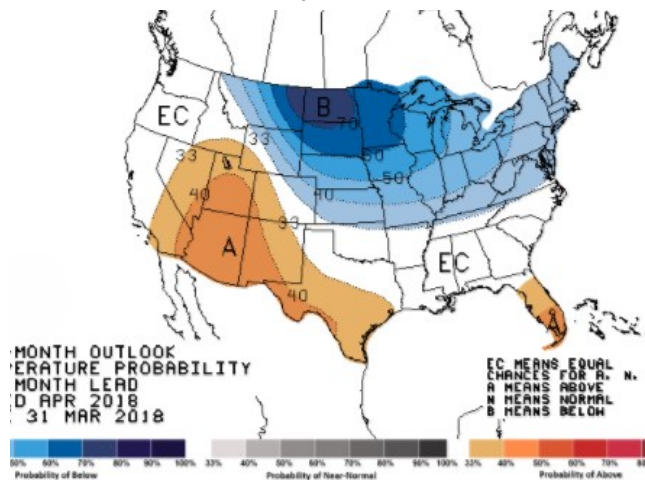 B
70
EC
33
33
60
50
40
40
33
A
EC
40
A
MONTH OUTLOOK
ERATURE PROBABILITY
MONTH LEAD
D APR 2018
31 MAR 2018
EC MEANS EQUAL
CHANCES FOR A, N,
A MEANS ABOVE
N MEANS NORMAL
B MEANS BELOW
50% 60% 70% 80% 90% 100% 33% 40% 50% 60% 70% 80% 90% 100% 33% 40% 50% 60% 70% 80
Probability of Below Probability of Near-Normal Probability of Above